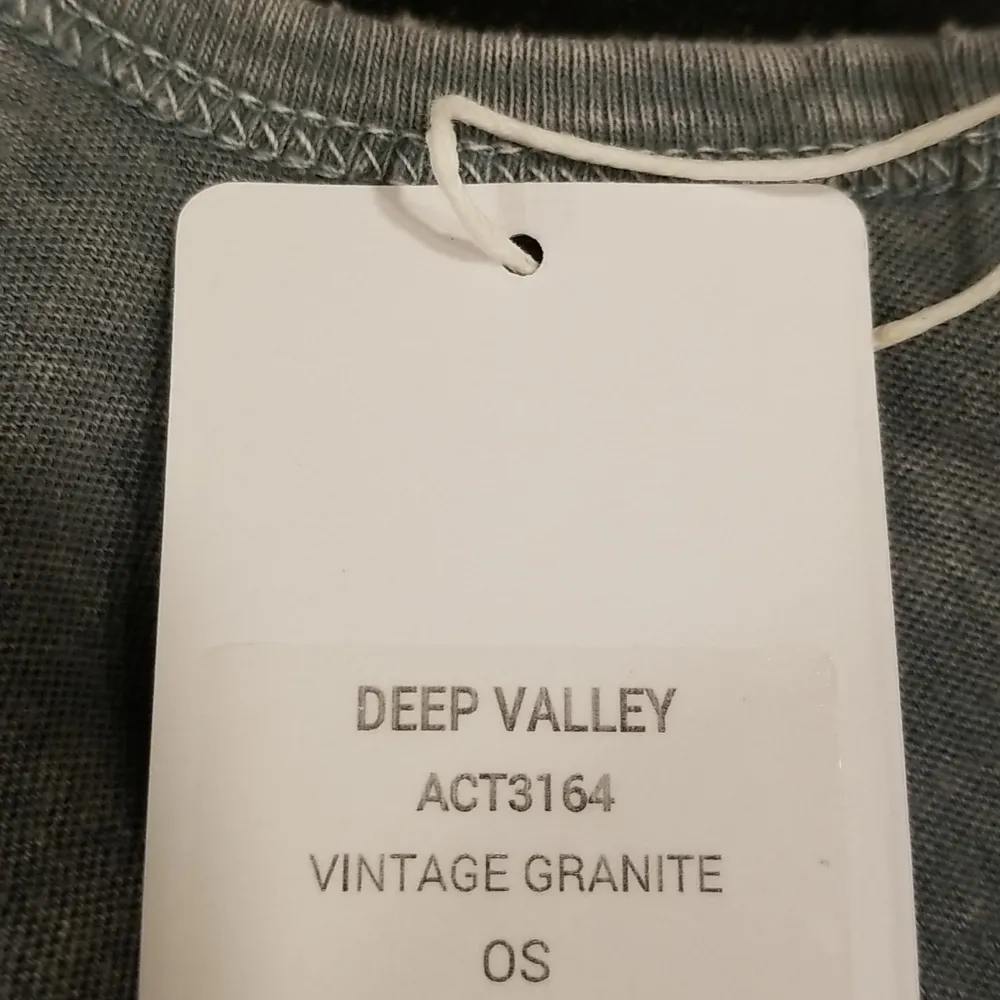 DEEP VALLEY
ACT3164
VINTAGE GRANITE
OS